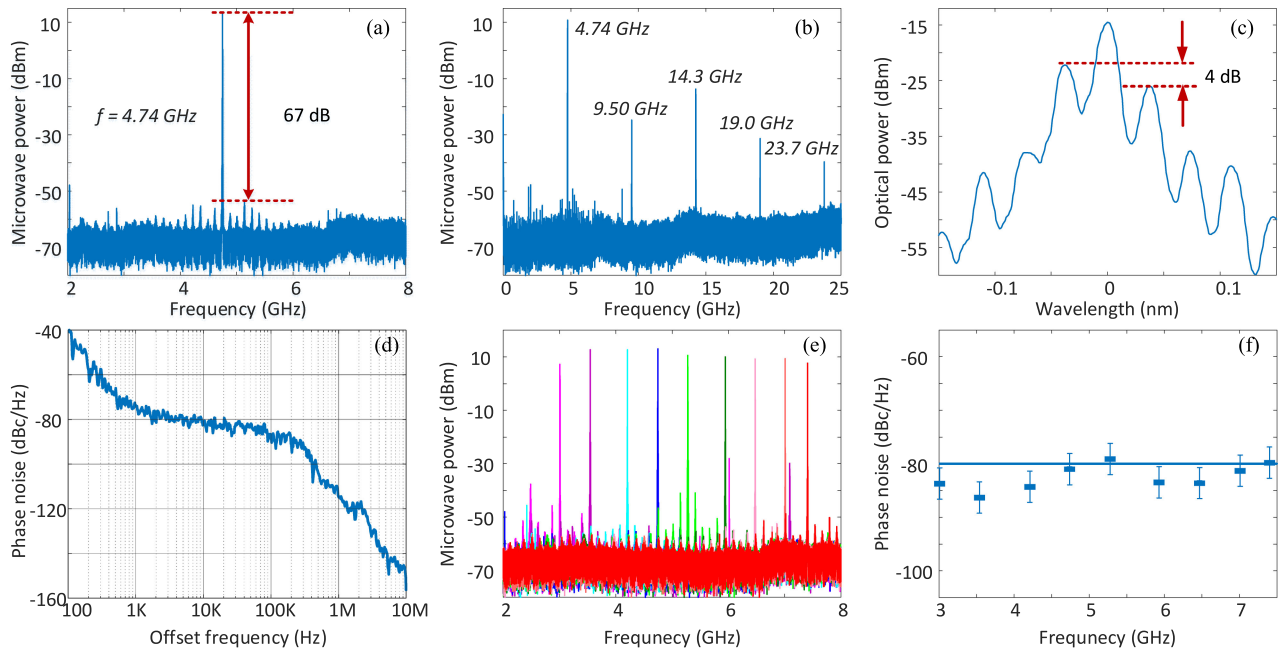 (a)
Microwave power (dBm)
10
-10
-30
-50
-70
f = 4.74 GHz
67 dB
2
4
6
8
Frequency (GHz)
(b)
Microwave power (dBm)
10
-10
-30
-50
-70
4.74 GHz
9.50 GHz
14.3 GHz
19.0 GHz
23.7 GHz
0
5
10
15
20
25
Frequency (GHz)
(c)
Optical power (dBm)
-15
-25
-35
-45
-55
4 dB
-0.1
0
0.1
Wavelength (nm)
(d)
Phase noise (dBc/Hz)
-40
-80
-120
-160
100
1K
10K
100K
1M
10M
Offset frequency (Hz)
(e)
Microwave power (dBm)
10
-10
-30
-50
-70
2
4
6
8
Frequnecy (GHz)
(f)
Phase noise (dBc/Hz)
-60
-80
-100
3
4
5
6
7
Frequnecy (GHz)